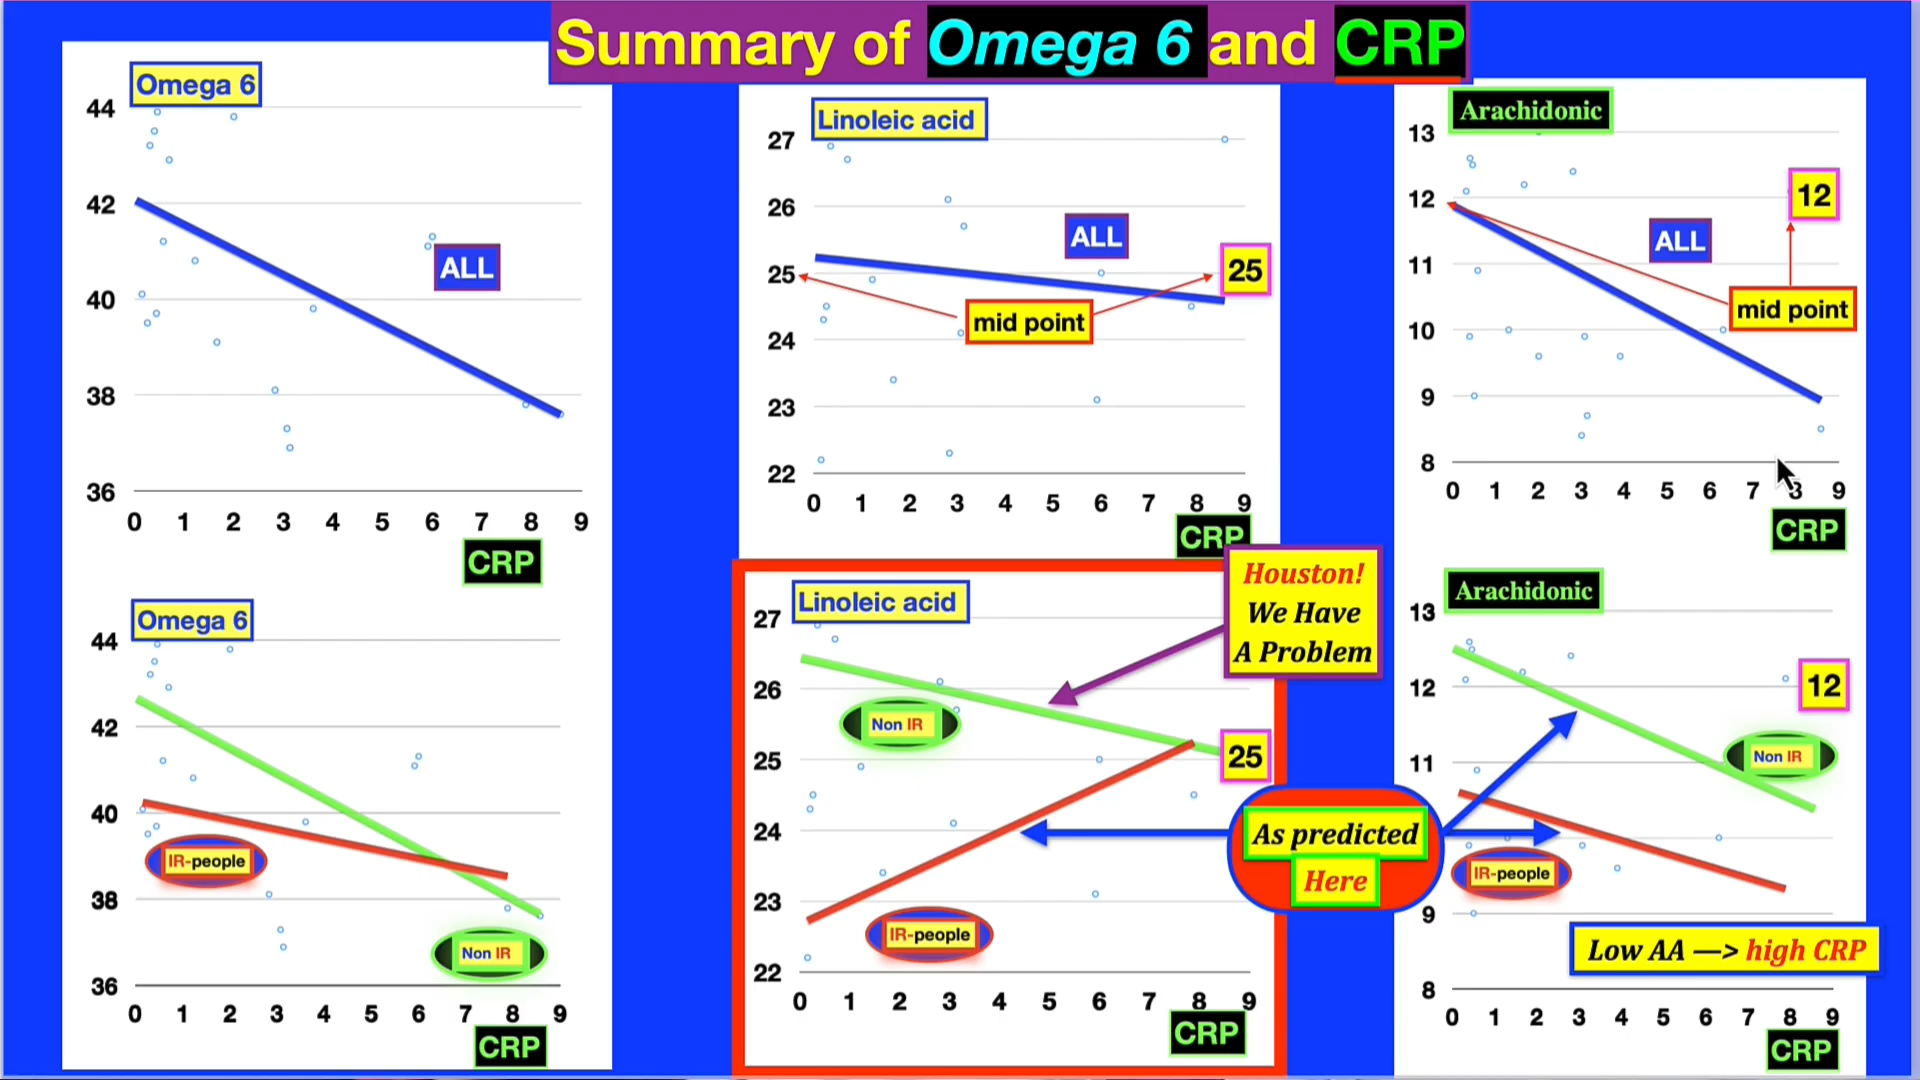 Summary of Omega 6 and CRP
Omega 6
44
42
40
38
36
0 1 2 3 4 5 6 7 8 9
ALL
CRP
Linoleic acid
27
26
25
24
23
22
0 1 2 3 4 5 6 7 8 9
ALL
25
mid point
CRP
Arachidonic
13
12
11
10
9
8
0 1 2 3 4 5 6 7 8 9
12
ALL
mid point
CRP
Omega 6
44
42
40
38
36
0 1 2 3 4 5 6 7 8 9
IR-people
Non IR
CRP
Linoleic acid
27
26
25
24
23
22
0 1 2 3 4 5 6 7 8 9
Non IR
25
IR-people
CRP
Houston!
We Have
A Problem
As predicted
Here
Arachidonic
13
12
11
9
8
0 1 2 3 4 5 6 7 8 9
12
Non IR
IR-people
Low AA —> high CRP
CRP